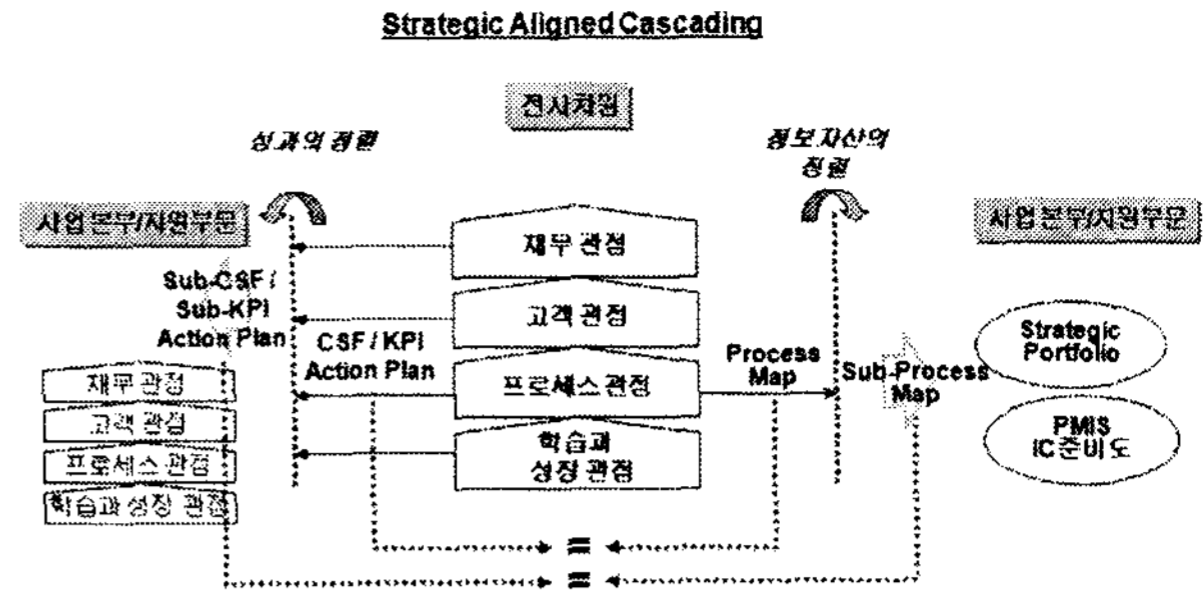 Strategic Aligned Cascading
전사차원
성과의 정렬
정보자산의
정렬
사업본부/지원부문
사업본부/지원부문
재무 관점
고객 관점
프로세스 관점
학습과
성장 관점
Sub-CSF /
Sub-KPI
Action Plan
CSF / KPI
Action Plan
재무 관점
고객 관점
프로세스 관점
학습과 성장 관점
Process
Map
Sub-Process
Map
Strategic
Portfolio
PMIS
IC준비도
=
=